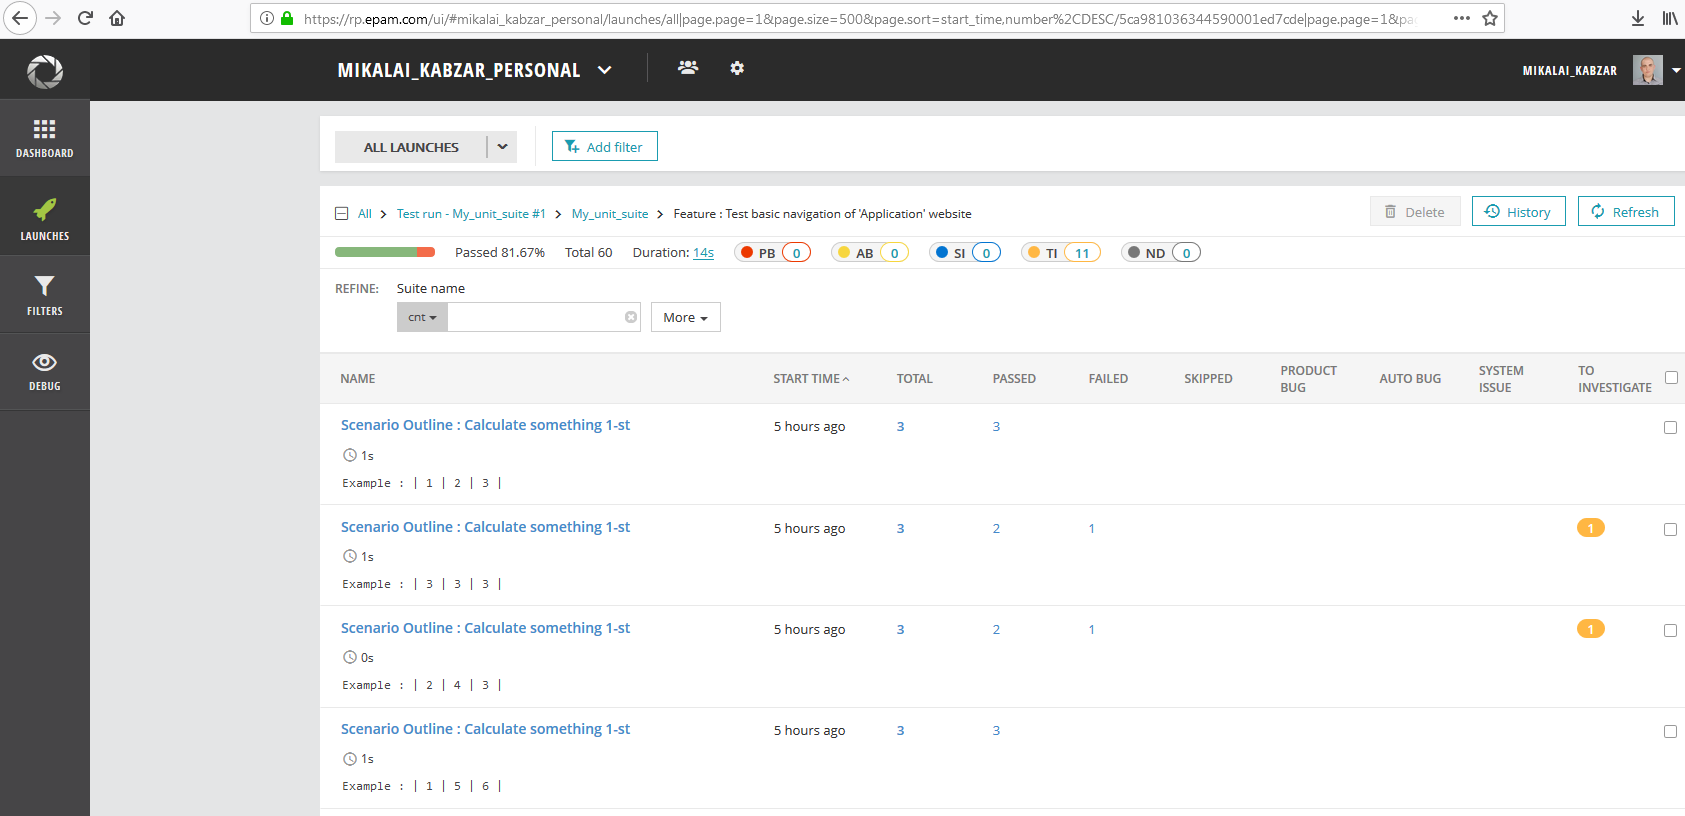 https://rp.epam.com/ui/#mikalai_kabzar_personal/launches/all|page.page=1&page.size=500&page.sort=start_time,number%2CDESC/5ca981036344590001ed7cde|page.page=1&pa
MIKALAI_KABZAR_PERSONAL
MIKALAI_KABZAR
DASHBOARD
LAUNCHES
FILTERS
DEBUG
ALL LAUNCHES
Add filter
All > Test run - My_unit_suite #1 > My_unit_suite > Feature : Test basic navigation of 'Application' website
Delete
History
Refresh
Passed 81.67% Total 60 Duration: 14s PB 0 AB 0 SI 0 TI 11 ND 0
REFINE: Suite name
cnt
More
NAME START TIME TOTAL PASSED FAILED SKIPPED PRODUCT BUG AUTO BUG SYSTEM ISSUE TO INVESTIGATE
Scenario Outline : Calculate something 1-st 5 hours ago 3 3
1s
Example : | 1 | 2 | 3 |
Scenario Outline : Calculate something 1-st 5 hours ago 3 2 1 1
1s
Example : | 3 | 3 | 3 |
Scenario Outline : Calculate something 1-st 5 hours ago 3 2 1 1
0s
Example : | 2 | 4 | 3 |
Scenario Outline : Calculate something 1-st 5 hours ago 3 3
1s
Example : | 1 | 5 | 6 |